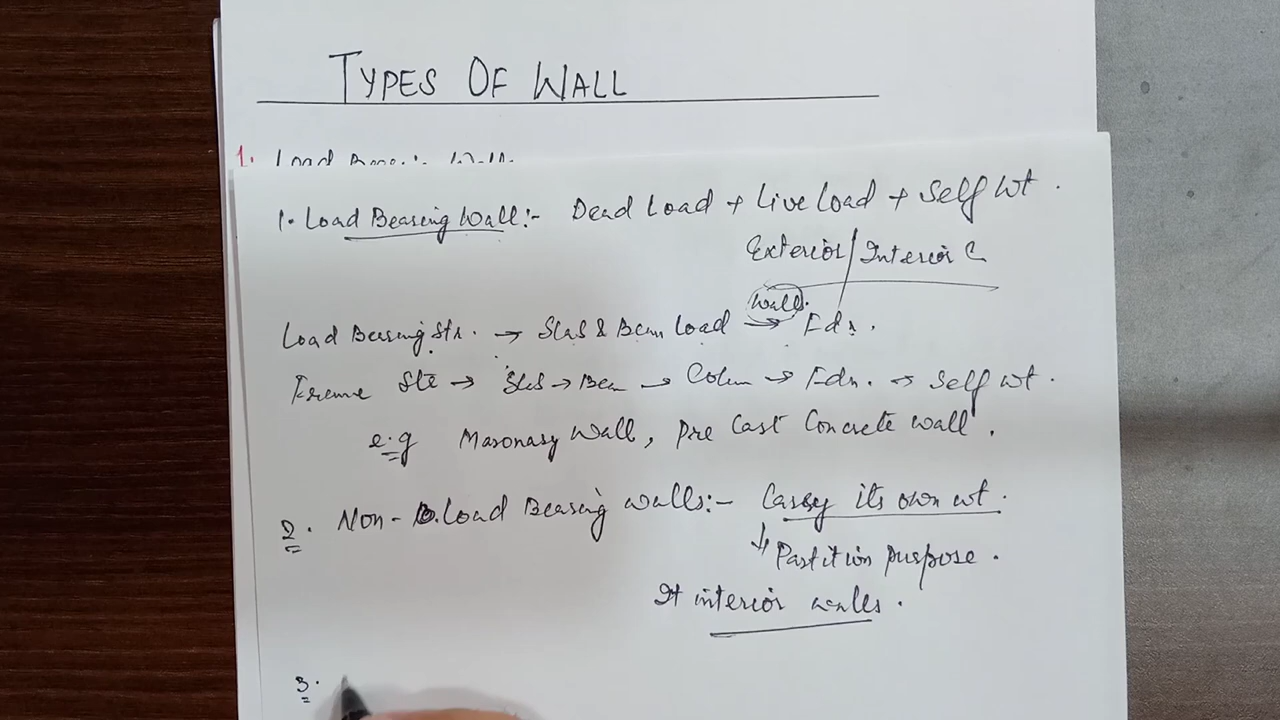 TYPES OF WALL
1.
1. Load Bearing Wall:- Dead Load + Live Load + Self Wt.
Exterior/Interior
Wall.
Load Bearing Str. → Slab & Beam Load → Fdn.
Frame Str → Slab → Beam → Colum → Fdn. → Self wt.
e.g Masonary Wall, Pre Cast Concrete wall.
2. Non-Load Bearing walls:- Carry its own wt.
↓ Partition purpose.
It interior walls.
3.